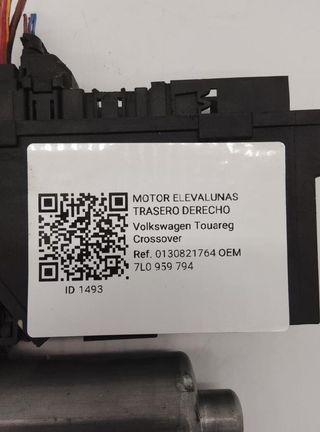 MOTOR ELEVALUNAS
TRASERO DERECHO
Volkswagen Touareg
Crossover
Ref. 0130821764 OEM
7L0 959 794
ID 1493